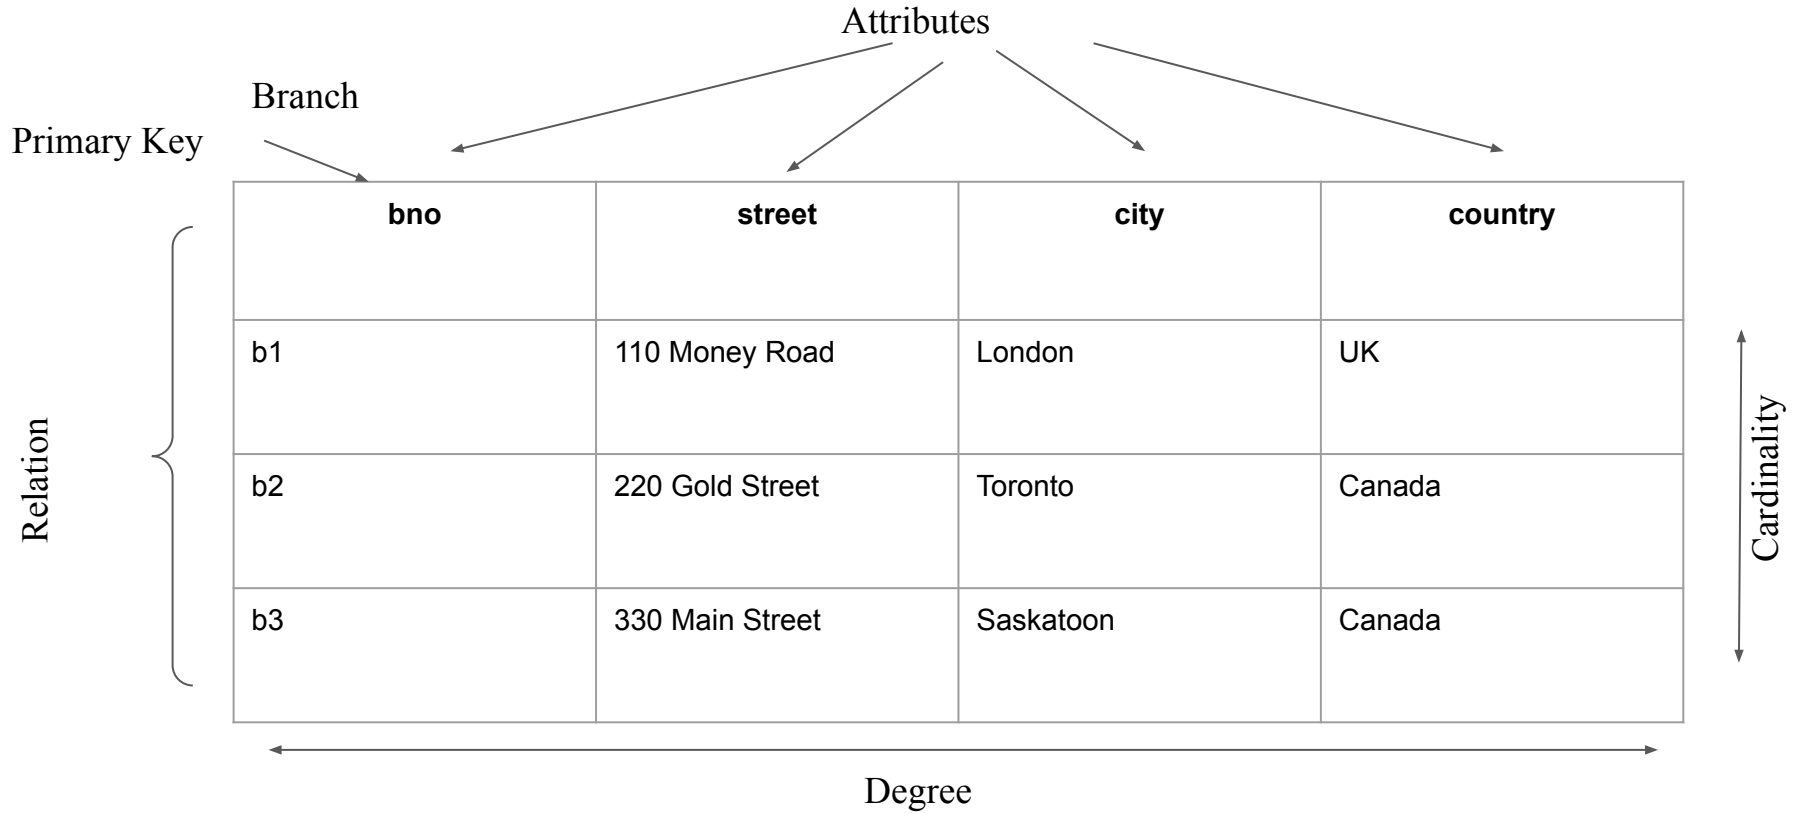 Attributes
Branch
Primary Key
bno street city country
b1 110 Money Road London UK
b2 220 Gold Street Toronto Canada
b3 330 Main Street Saskatoon Canada
Relation
Cardinality
Degree